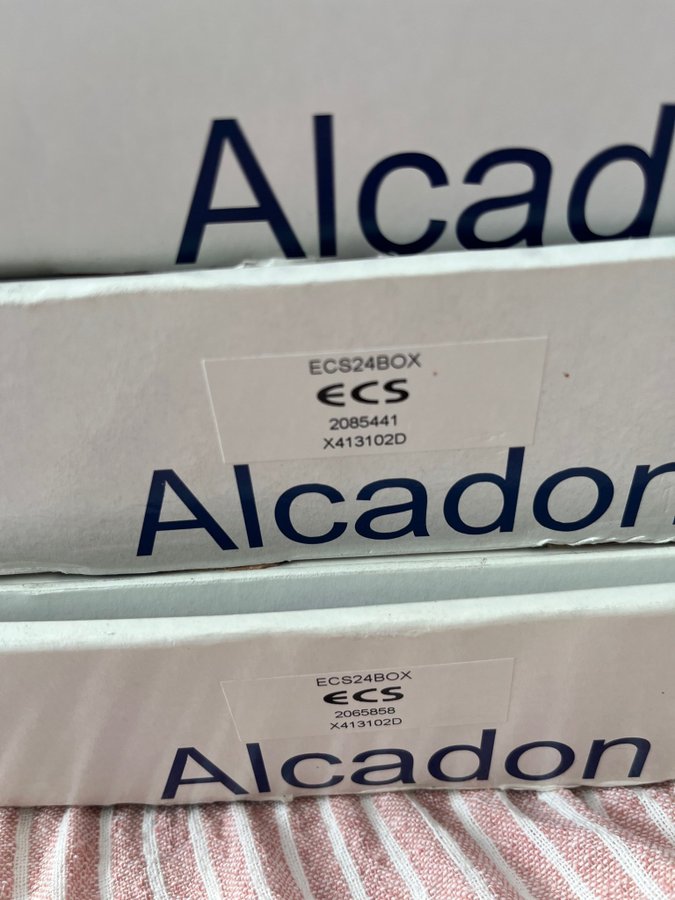 Alcad
ECS24BOX
ECS
2085441
X413102D
Alcadon
ECS24BOX
ECS
2065858
X413102D
Alcadon